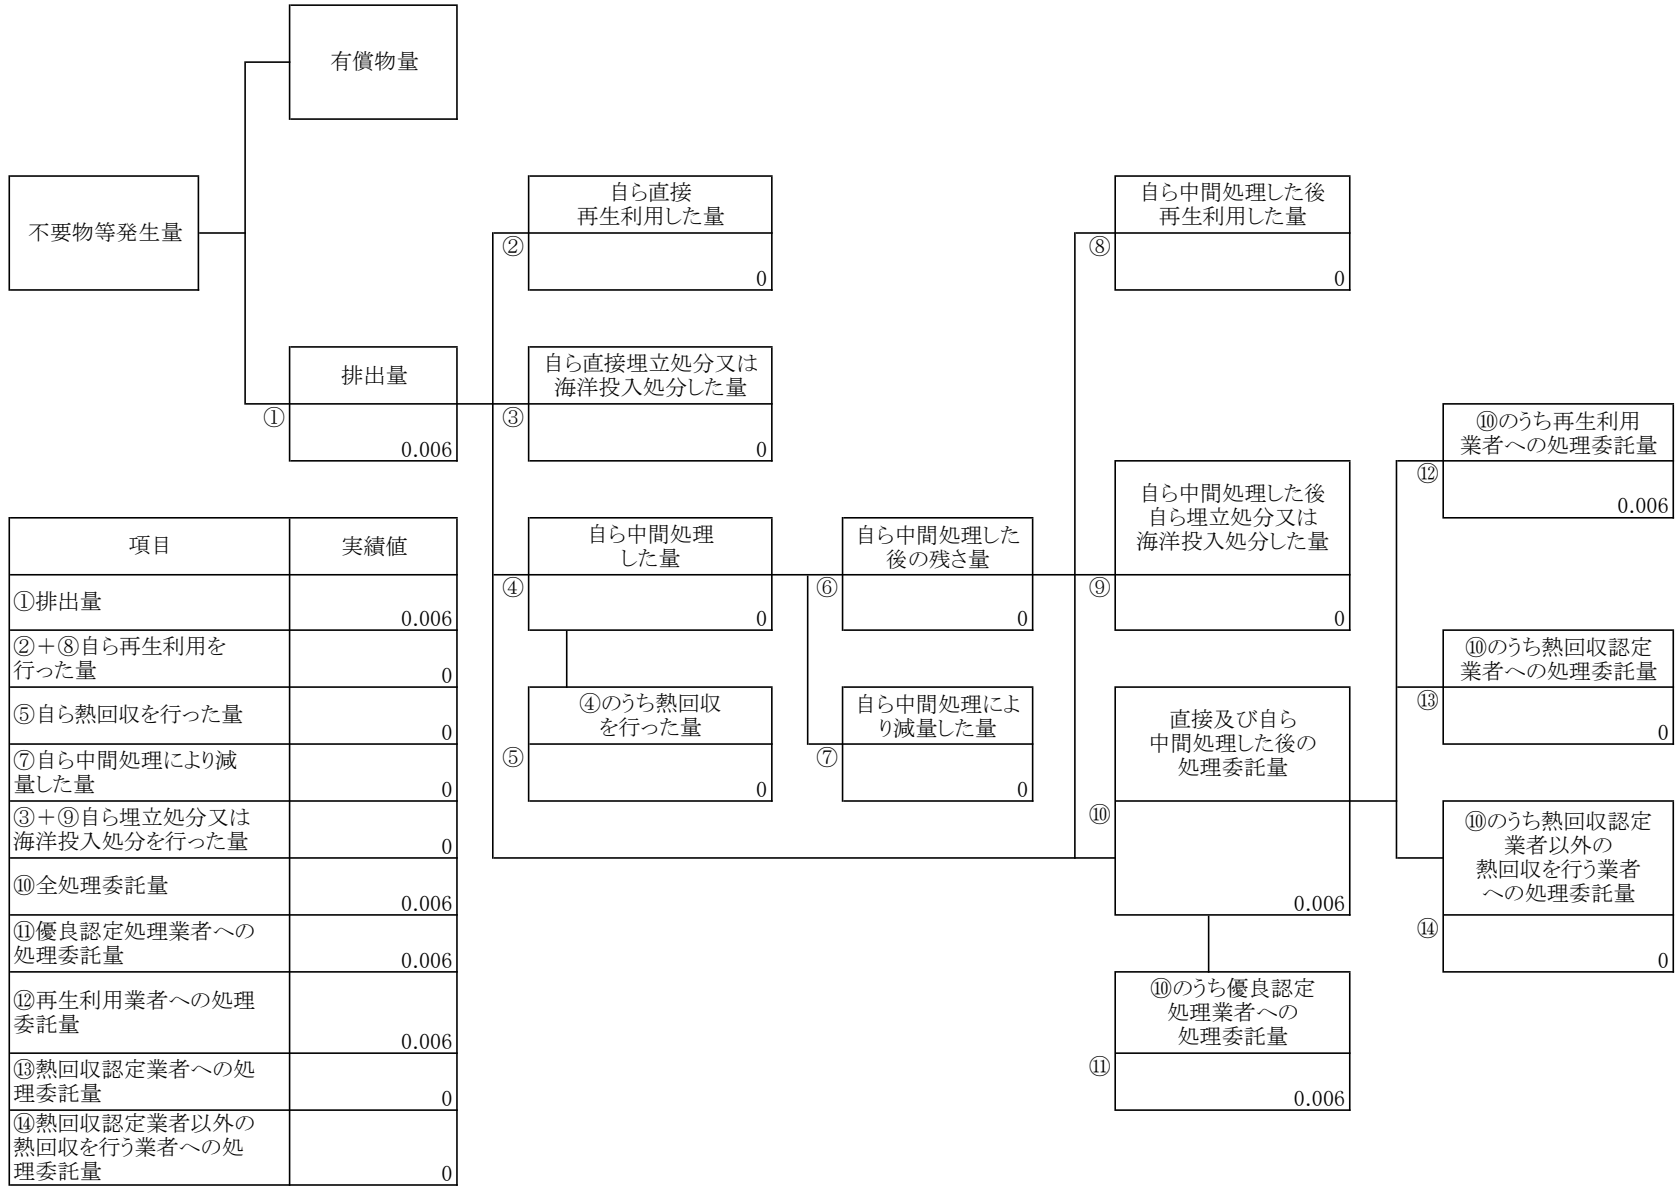 有償物量
不要物等発生量
自ら直接
再生利用した量
②
0
自ら中間処理した後
再生利用した量
⑧
0
排出量
①
0.006
自ら直接埋立処分又は
海洋投入処分した量
③
0
⑩のうち再生利用
業者への処理委託量
⑫
0.006
自ら中間処理した後
自ら埋立処分又は
海洋投入処分した量
⑨
0
自ら中間処理
した量
④
0
自ら中間処理した
後の残さ量
⑥
0
⑩のうち熱回収認定
業者への処理委託量
⑬
0
④のうち熱回収
を行った量
⑤
0
自ら中間処理によ
り減量した量
⑦
0
直接及び自ら
中間処理した後の
処理委託量
⑩
0.006
⑩のうち熱回収認定
業者以外の
熱回収を行う業者
への処理委託量
⑭
0
⑩のうち優良認定
処理業者への
処理委託量
⑪
0.006
項目 実績値
①排出量 0.006
②＋⑧自ら再生利用を
行った量 0
⑤自ら熱回収を行った量 0
⑦自ら中間処理により減
量した量 0
③＋⑨自ら埋立処分又は
海洋投入処分を行った量 0
⑩全処理委託量 0.006
⑪優良認定処理業者への
処理委託量 0.006
⑫再生利用業者への処理
委託量 0.006
⑬熱回収認定業者への処
理委託量 0
⑭熱回収認定業者以外の
熱回収を行う業者への処
理委託量 0